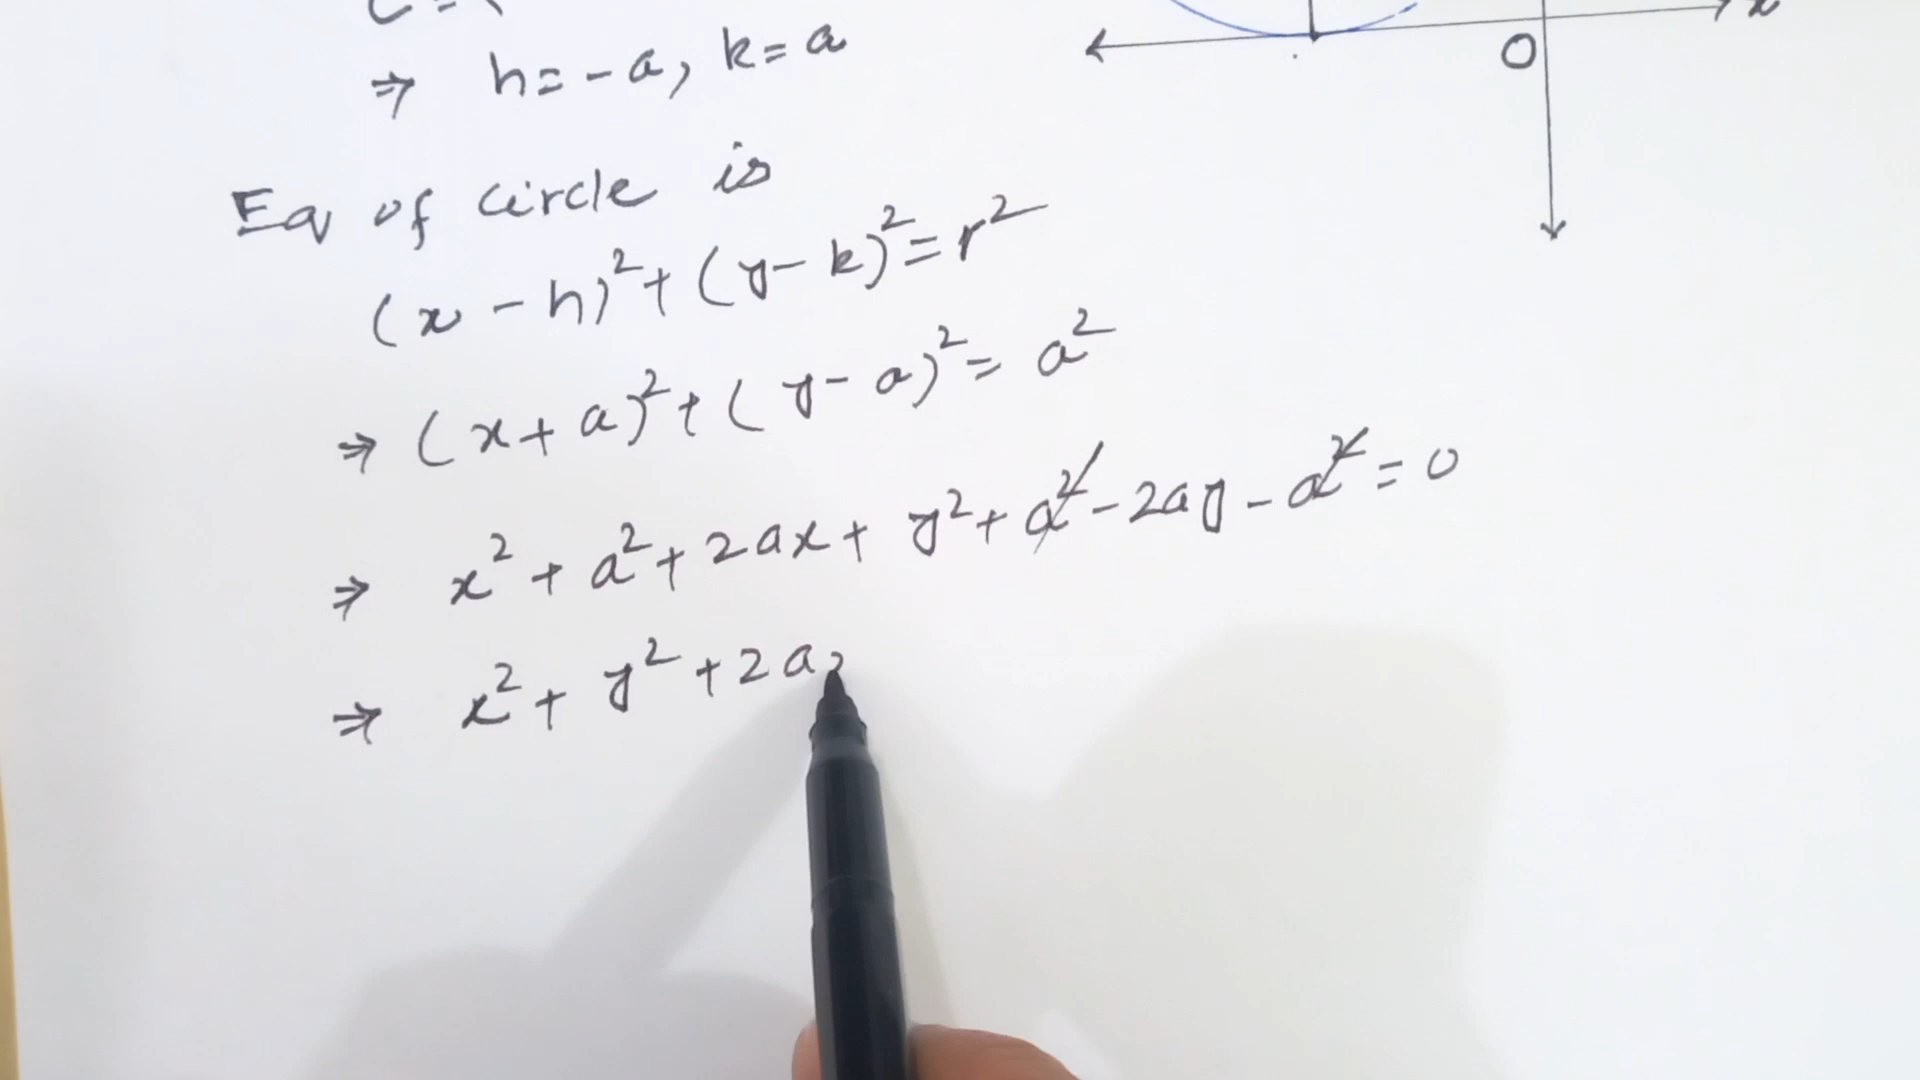 ⇒ h=-a, k=a
x
O
Eq of circle is
(x-h)²+(y-k)²=r²
⇒ (x+a)²+(y-a)²=a²
⇒ x²+a²+2ax+y²+a²-2ay-a²=0
⇒ x²+y²+2a